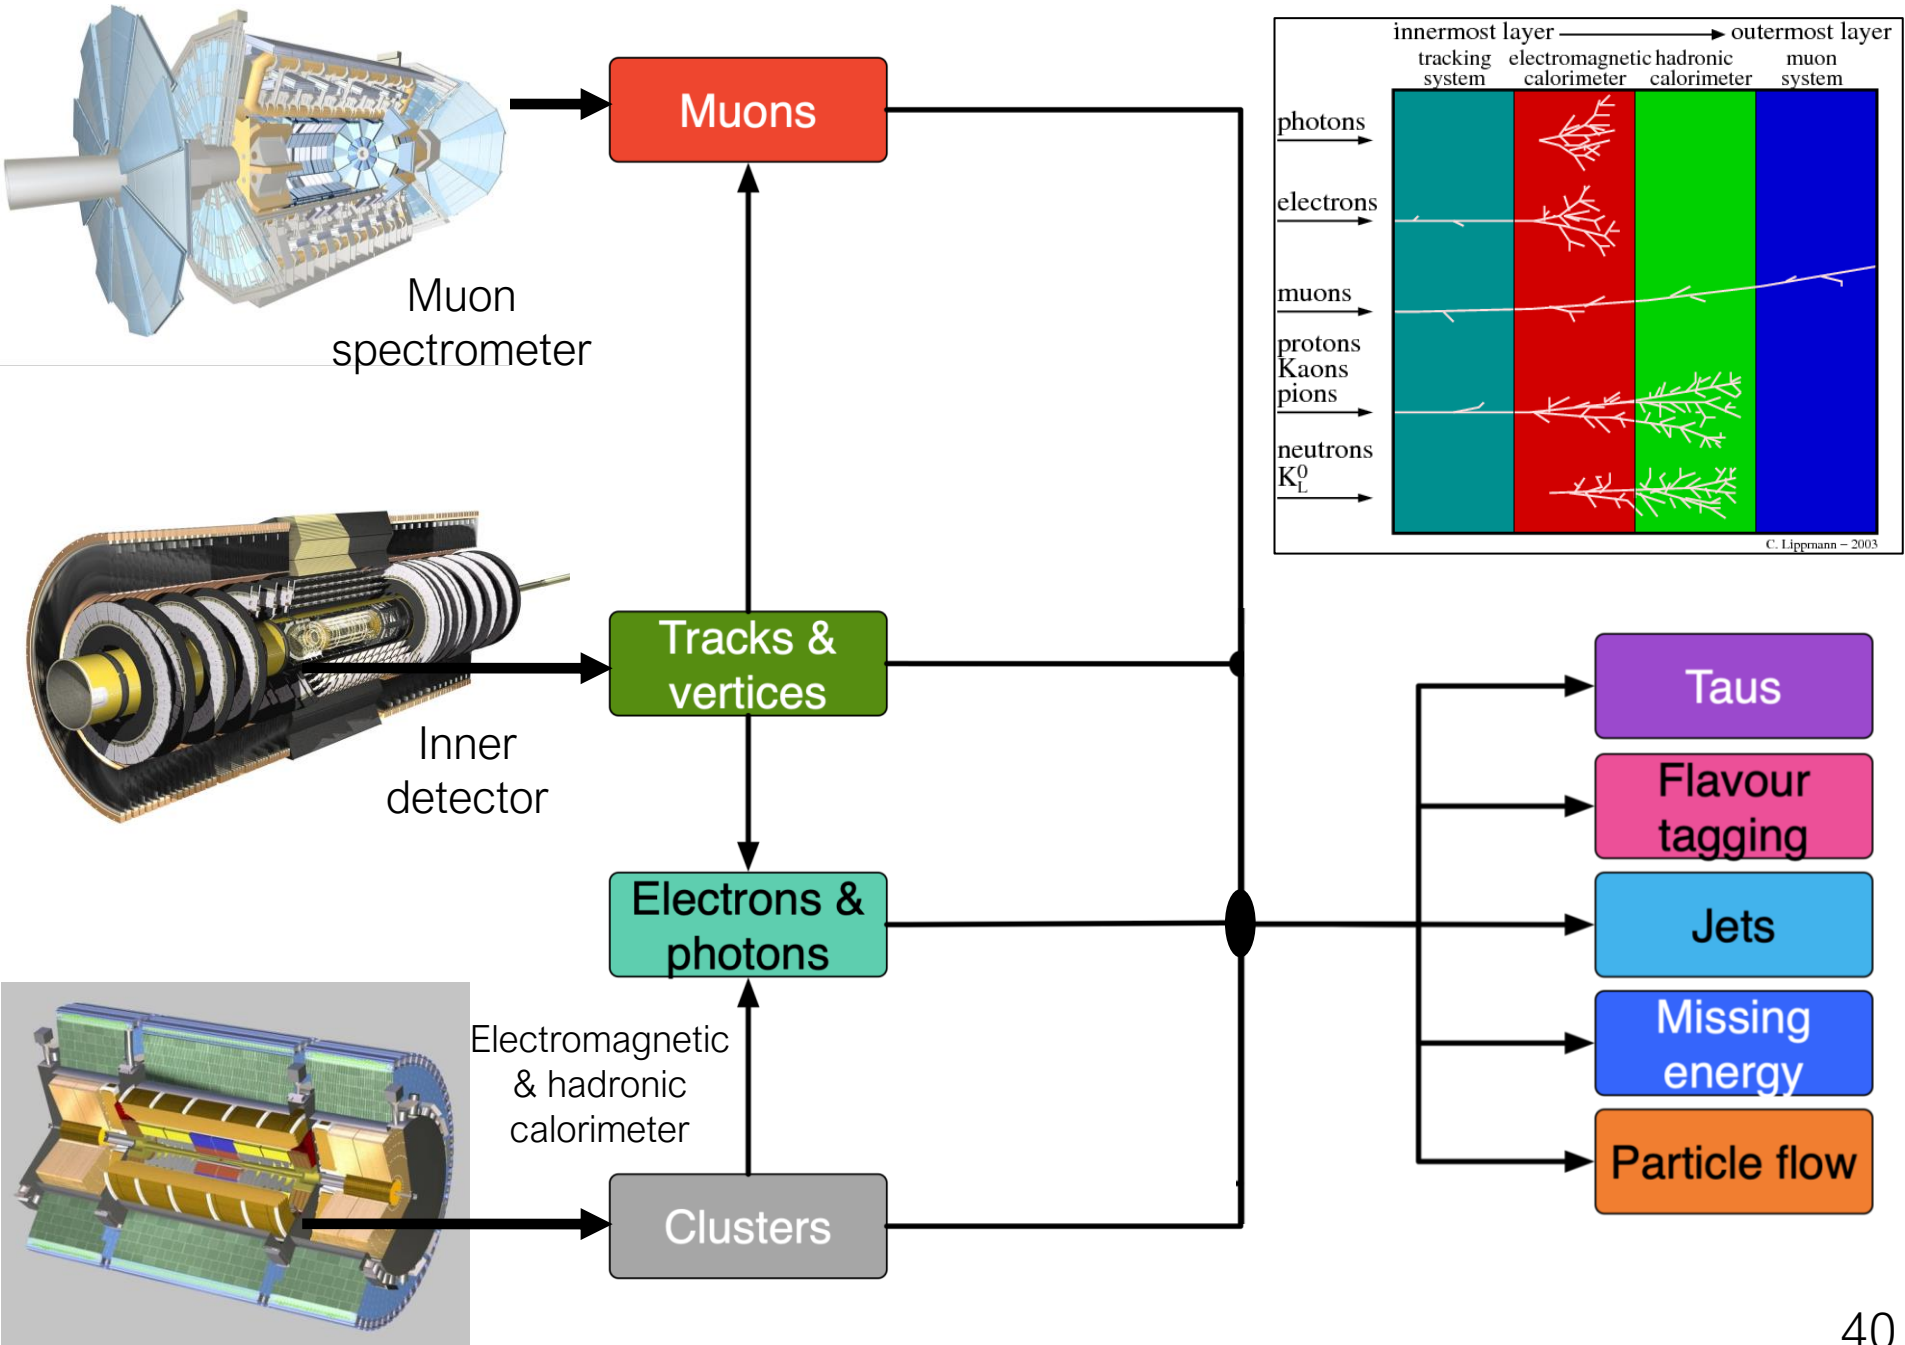 Muons
Muon
spectrometer
Tracks &
vertices
Inner
detector
Electrons &
photons
Electromagnetic
& hadronic
calorimeter
Clusters
innermost layer
outermost layer
tracking
system
electromagnetic
calorimeter
hadronic
calorimeter
muon
system
photons
electrons
muons
protons
Kaons
pions
neutrons
K⁰_L
C. Lippmann – 2003
Taus
Flavour
tagging
Jets
Missing
energy
Particle flow
40